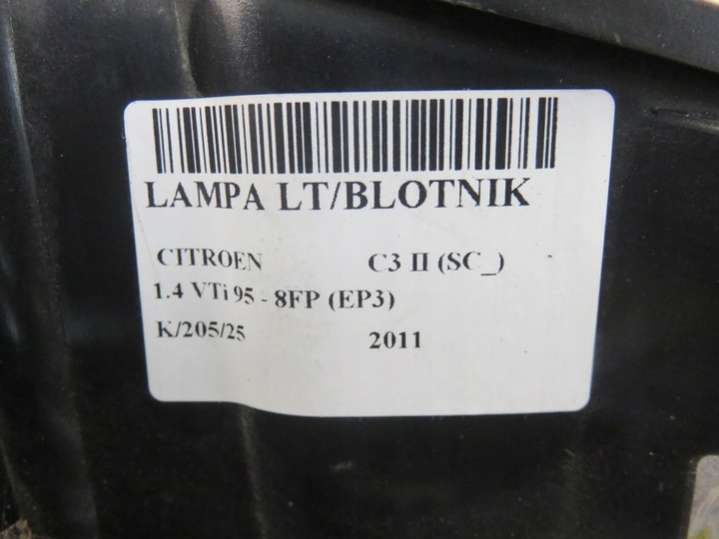 LAMPA LT/BLOTNIK
CITROEN C3 II (SC_)
1.4 VTi 95 - 8FP (EP3)
K/205/25 2011